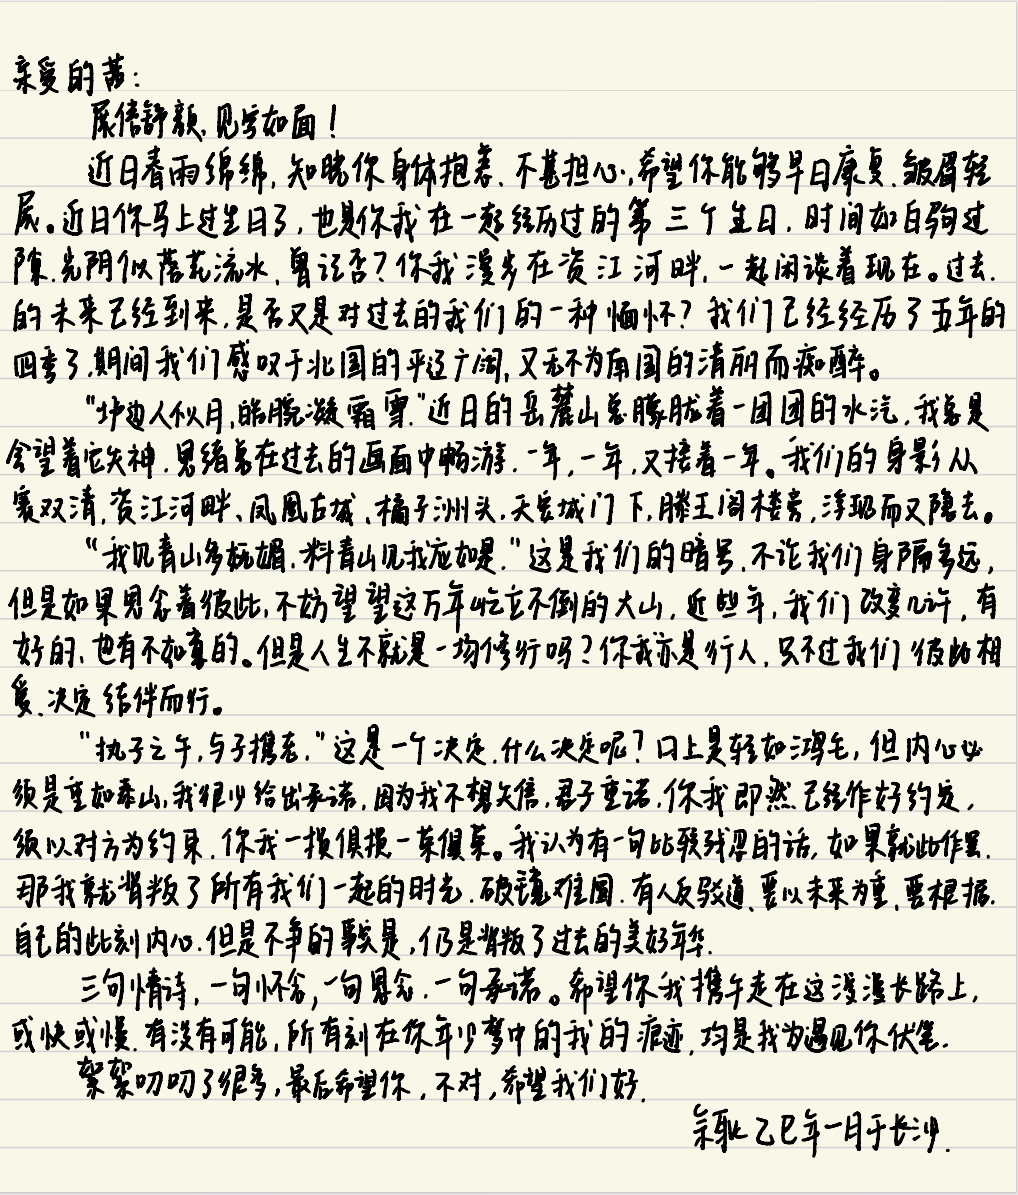 亲爱的茜:
展信舒颜,见字如面!
近日春雨绵绵,知晓你身体抱恙,不甚担心,希望你能够早日康复,皱眉轻
展。近日你马上过生日了,也是你我在一起经历过的第三个生日,时间如白驹过
隙,光阴似落花流水,曾记否?你我漫步在资江河畔,一起闲谈着现在。过去.
的未来已经到来,是否又是对过去的我们的一种缅怀?我们已经经历了五年的
四季了,期间我们感叹于北国的平辽广阔,又无不为南国的清丽而痴醉。
"垆边人似月,皓腕凝霜雪."近日的岳麓山总朦胧着一团团的水汽,我总是
会望着它失神,思绪总在过去的画面中畅游,一年,一年,又接着一年。我们的身影从
寨双清,资江河畔、凤凰古城、橘子洲头,天安城门下,滕王阁楼旁,浮现而又隐去。
"我见青山多妩媚,料青山见我应如是."这是我们的暗号,不论我们身隔多远,
但是如果思念着彼此,不妨望望这万年屹立不倒的大山,近些年,我们改变几许,有
好的,也有不如意的。但是人生不就是一均修行吗?你我亦是行人,只不过我们彼此相
爱,决定结伴而行。
"执子之手,与子携老."这是一个决定,什么决定呢?口上是轻如鸿毛,但内心必
须是重如泰山,我很少给出承诺,因为我不想失信,君子重诺,你我即然已经作好约定,
须以对方为约束,你我一损俱损一荣俱荣。我认为有一句比较残忍的话,如果就此作罢.
那我就背叛了所有我们一起的时光,破镜难圆,有人反驳道,要以未来为重,要根据.
自己的此刻内心,但是不争的事实是,仍是背叛了过去的美好年华.
三句情诗,一句怀念,一句思念,一句承诺。希望你我携手走在这漫漫长路上,
或快或慢,有没有可能,所有刻在你年少梦中的我的痕迹,均是我为遇见你伏笔.
絮絮叨叨了很多,最后希望你,不对,希望我们好.
乙巳年一月于长沙.